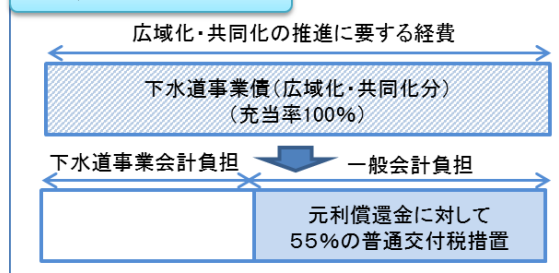 広域化・共同化の推進に要する経費
下水道事業債(広域化・共同化分)
(充当率100%)
下水道事業会計負担
一般会計負担
元利償還金に対して
55%の普通交付税措置